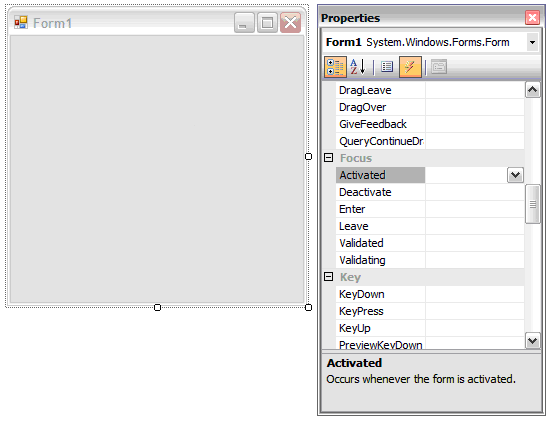 Form1
Properties
Form1 System.Windows.Forms.Form
DragLeave
DragOver
GiveFeedback
QueryContinueDr
Focus
Activated
Deactivate
Enter
Leave
Validated
Validating
Key
KeyDown
KeyPress
KeyUp
PreviewKeyDown
Activated
Occurs whenever the form is activated.